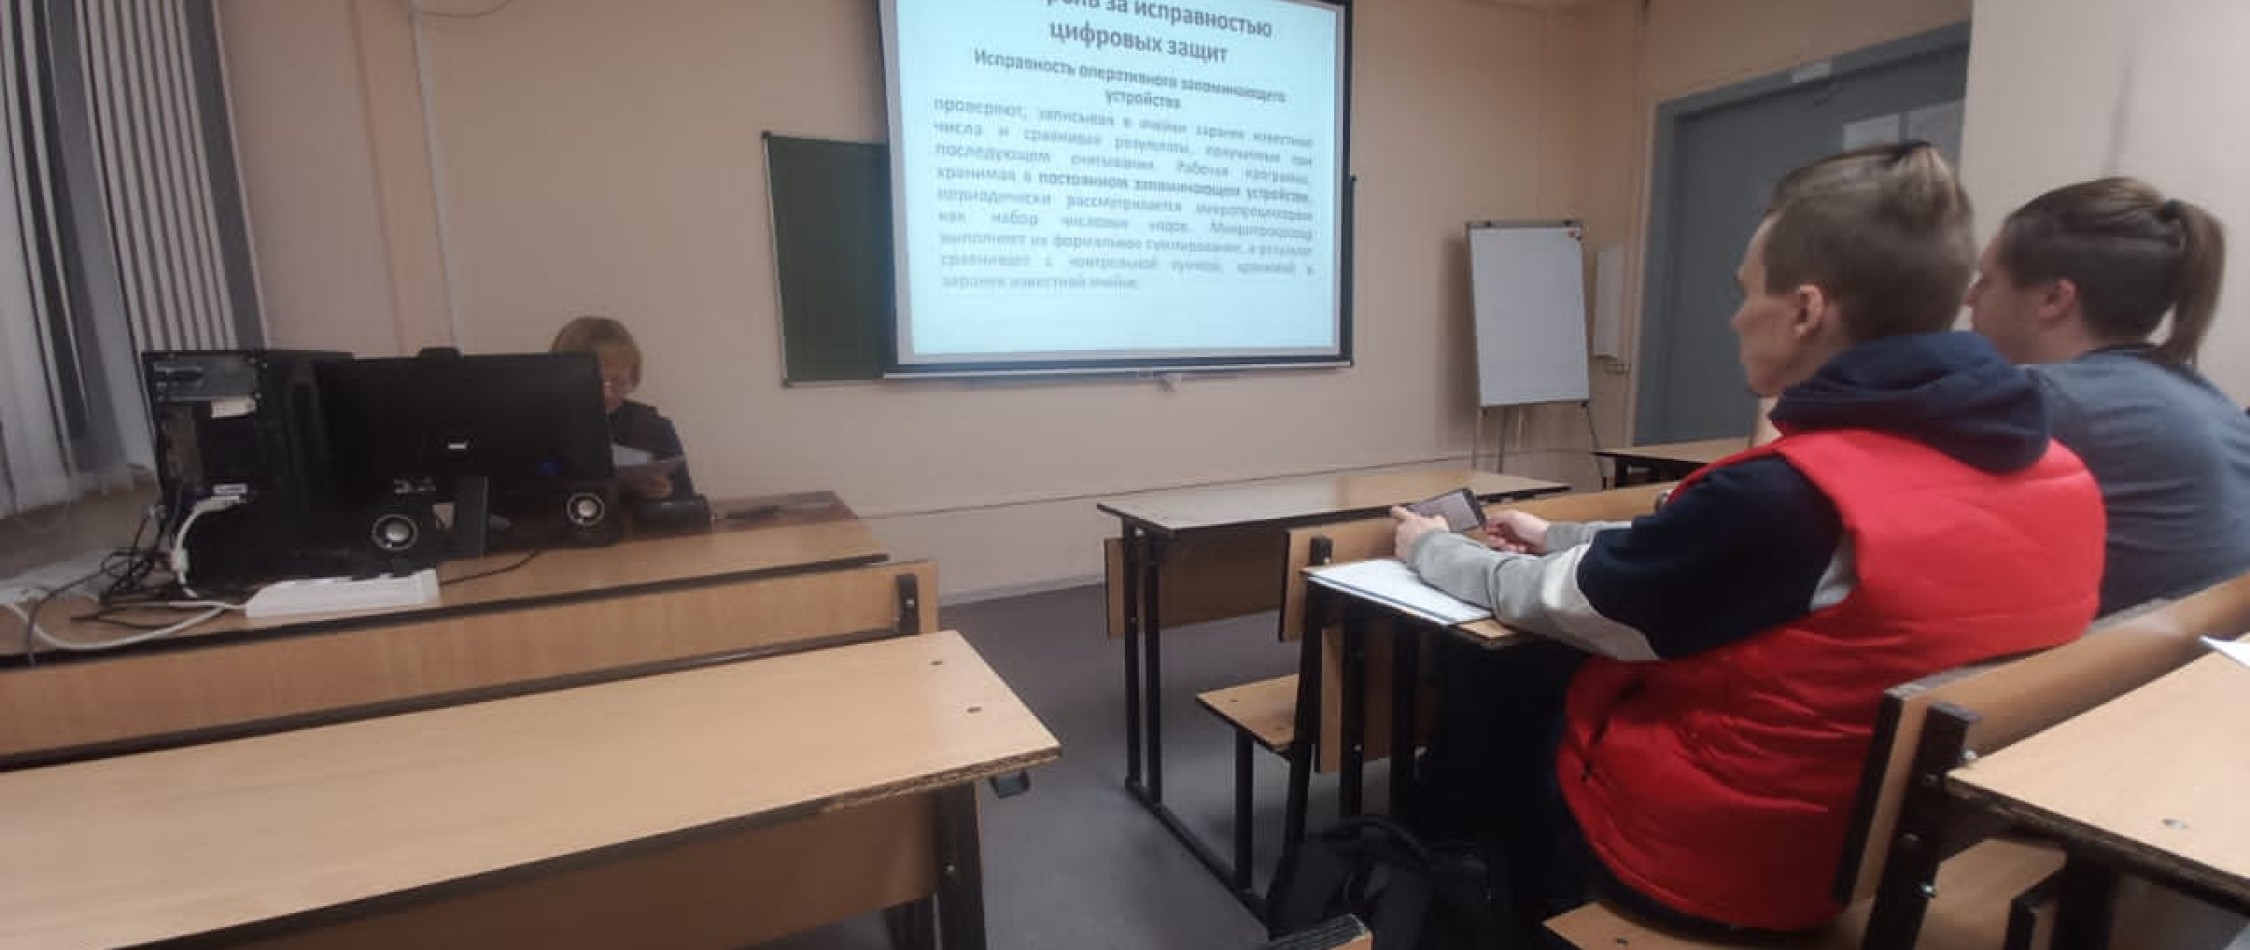 за исправностью
цифровых защит
Исправность оперативного запоминающего
устройства
проверяют, записывая в ячейки заранее известные
числа и сравнивая результаты, полученные при
последующем считывании. Рабочая программа,
хранимая в постоянном запоминающем устройстве,
периодически рассматривается микропроцессором
как набор числовых кодов. Микропроцессор
выполняет их формальное суммирование, а результат
сравнивает с контрольной суммой, хранимой в
заранее известной ячейке.